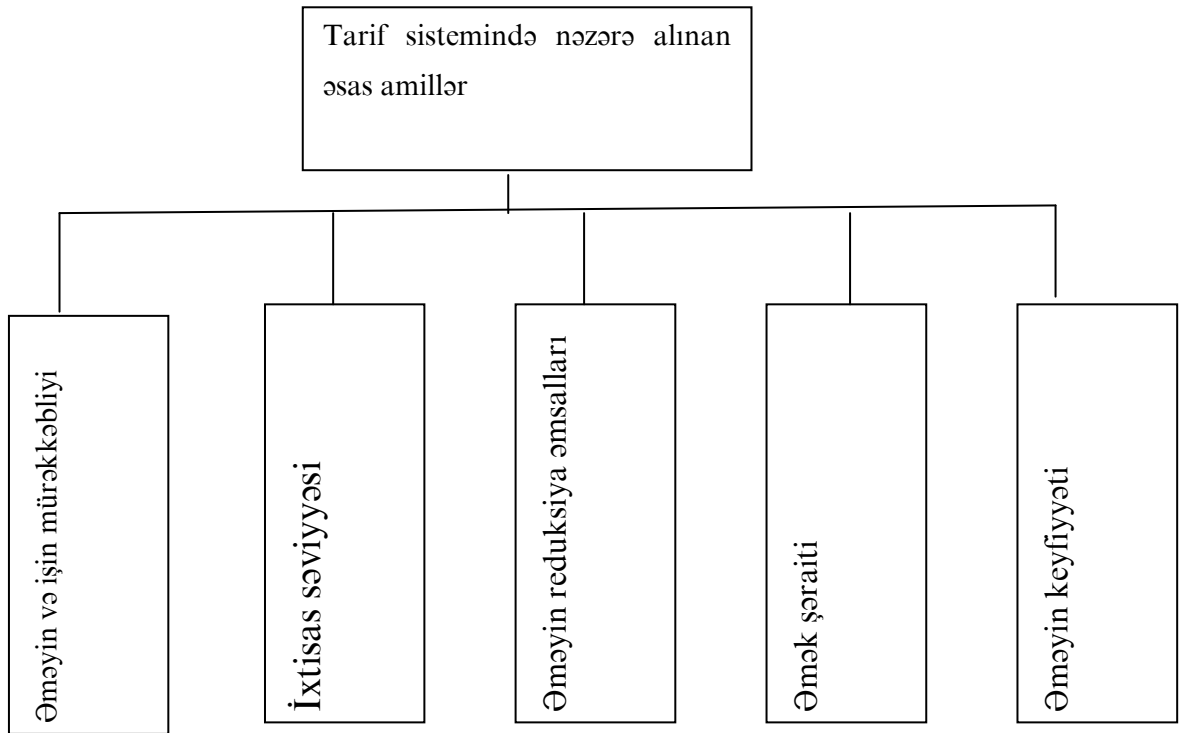 Tarif sistemində nəzərə alınan
əsas amillər
Əməyin və işin mürəkkəbliyi
İxtisas səviyyəsi
Əməyin reduksiya əmsalları
Əmək şəraiti
Əməyin keyfiyyəti